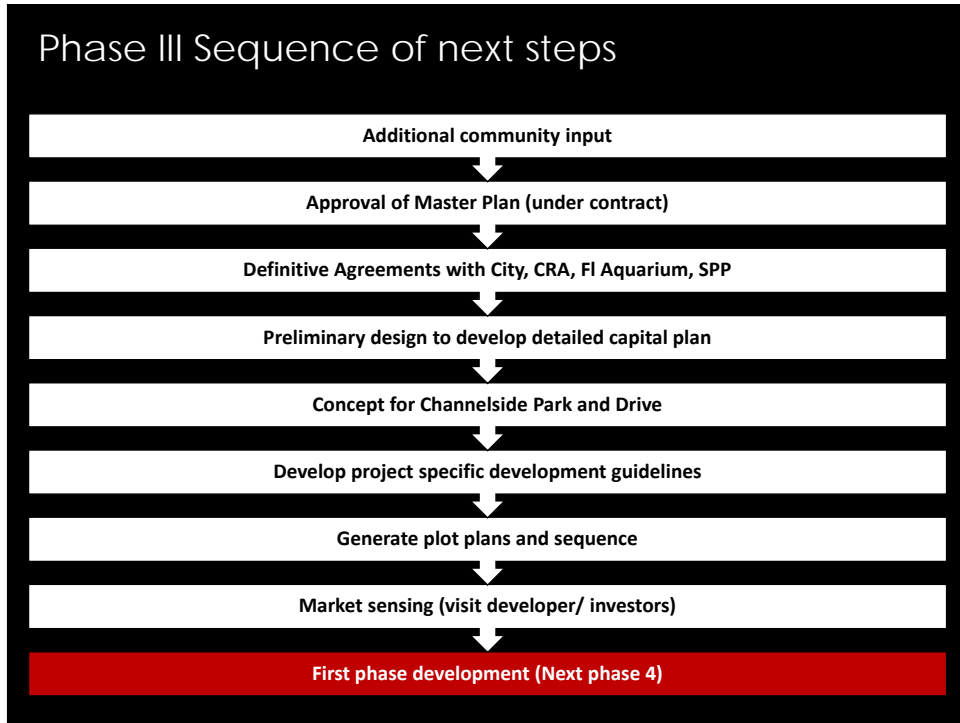 Phase III Sequence of next steps
Additional community input
Approval of Master Plan (under contract)
Definitive Agreements with City, CRA, Fl Aquarium, SPP
Preliminary design to develop detailed capital plan
Concept for Channelside Park and Drive
Develop project specific development guidelines
Generate plot plans and sequence
Market sensing (visit developer/ investors)
First phase development (Next phase 4)